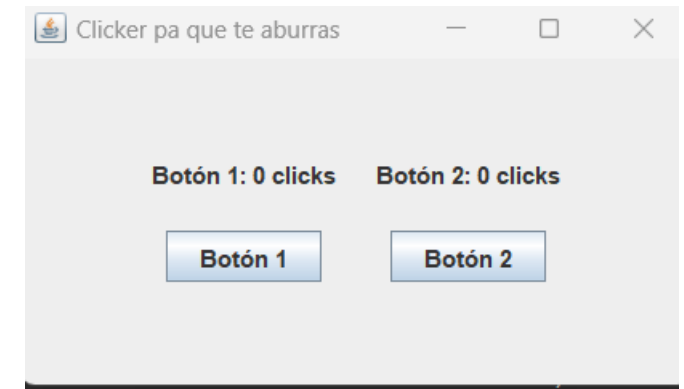 Clicker pa que te aburras
Botón 1: 0 clicks Botón 2: 0 clicks
Botón 1 Botón 2